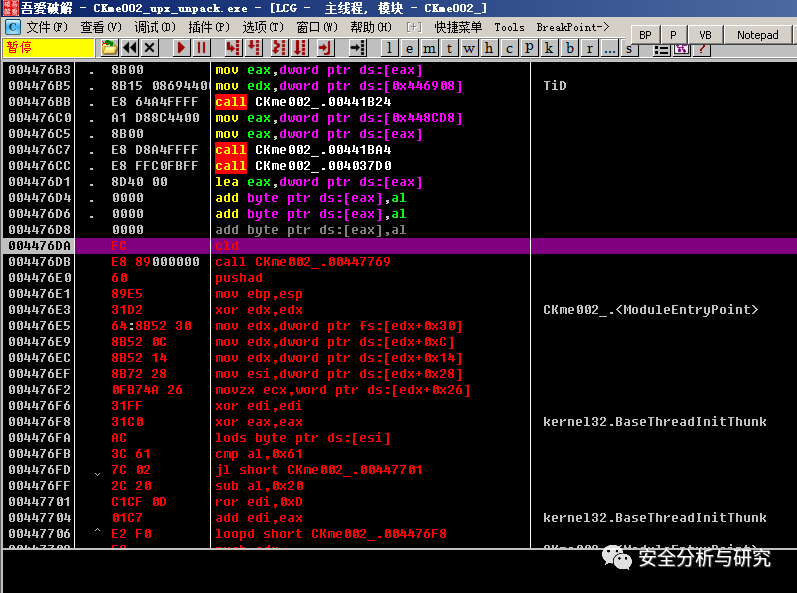 吾爱破解 - CKme002_upx_unpack.exe - [LCG - 主线程, 模块 - CKme002_]
C 文件(F) 查看(V) 调试(D) 插件(P) 选项(T) 窗口(W) 帮助(H) [+] 快捷菜单 Tools BreakPoint->
BP P VB Notepad
暂停 l e m t w h c p k b r ... s ?
004476B3 . 8B00 mov eax,dword ptr ds:[eax]
004476B5 . 8B15 08694400 mov edx,dword ptr ds:[0x446908] TiD
004476BB . E8 64A4FFFF call CKme002_.00441B24
004476C0 . A1 D88C4400 mov eax,dword ptr ds:[0x448CD8]
004476C5 . 8B00 mov eax,dword ptr ds:[eax]
004476C7 . E8 D8A4FFFF call CKme002_.00441BA4
004476CC . E8 FFC0FBFF call CKme002_.004037D0
004476D1 . 8D40 00 lea eax,dword ptr ds:[eax]
004476D4 . 0000 add byte ptr ds:[eax],al
004476D6 . 0000 add byte ptr ds:[eax],al
004476D8 0000 add byte ptr ds:[eax],al
004476DA FC cld
004476DB E8 89000000 call CKme002_.00447769
004476E0 60 pushad
004476E1 89E5 mov ebp,esp
004476E3 31D2 xor edx,edx CKme002_.<ModuleEntryPoint>
004476E5 64:8B52 30 mov edx,dword ptr fs:[edx+0x30]
004476E9 8B52 0C mov edx,dword ptr ds:[edx+0xC]
004476EC 8B52 14 mov edx,dword ptr ds:[edx+0x14]
004476EF 8B72 28 mov esi,dword ptr ds:[edx+0x28]
004476F2 0FB74A 26 movzx ecx,word ptr ds:[edx+0x26]
004476F6 31FF xor edi,edi
004476F8 31C0 xor eax,eax kernel32.BaseThreadInitThunk
004476FA AC lods byte ptr ds:[esi]
004476FB 3C 61 cmp al,0x61
004476FD 7C 02 jl short CKme002_.00447701
004476FF 2C 20 sub al,0x20
00447701 C1CF 0D ror edi,0xD
00447704 01C7 add edi,eax kernel32.BaseThreadInitThunk
00447706 E2 F0 loopd short CKme002_.004476F8
安全分析与研究